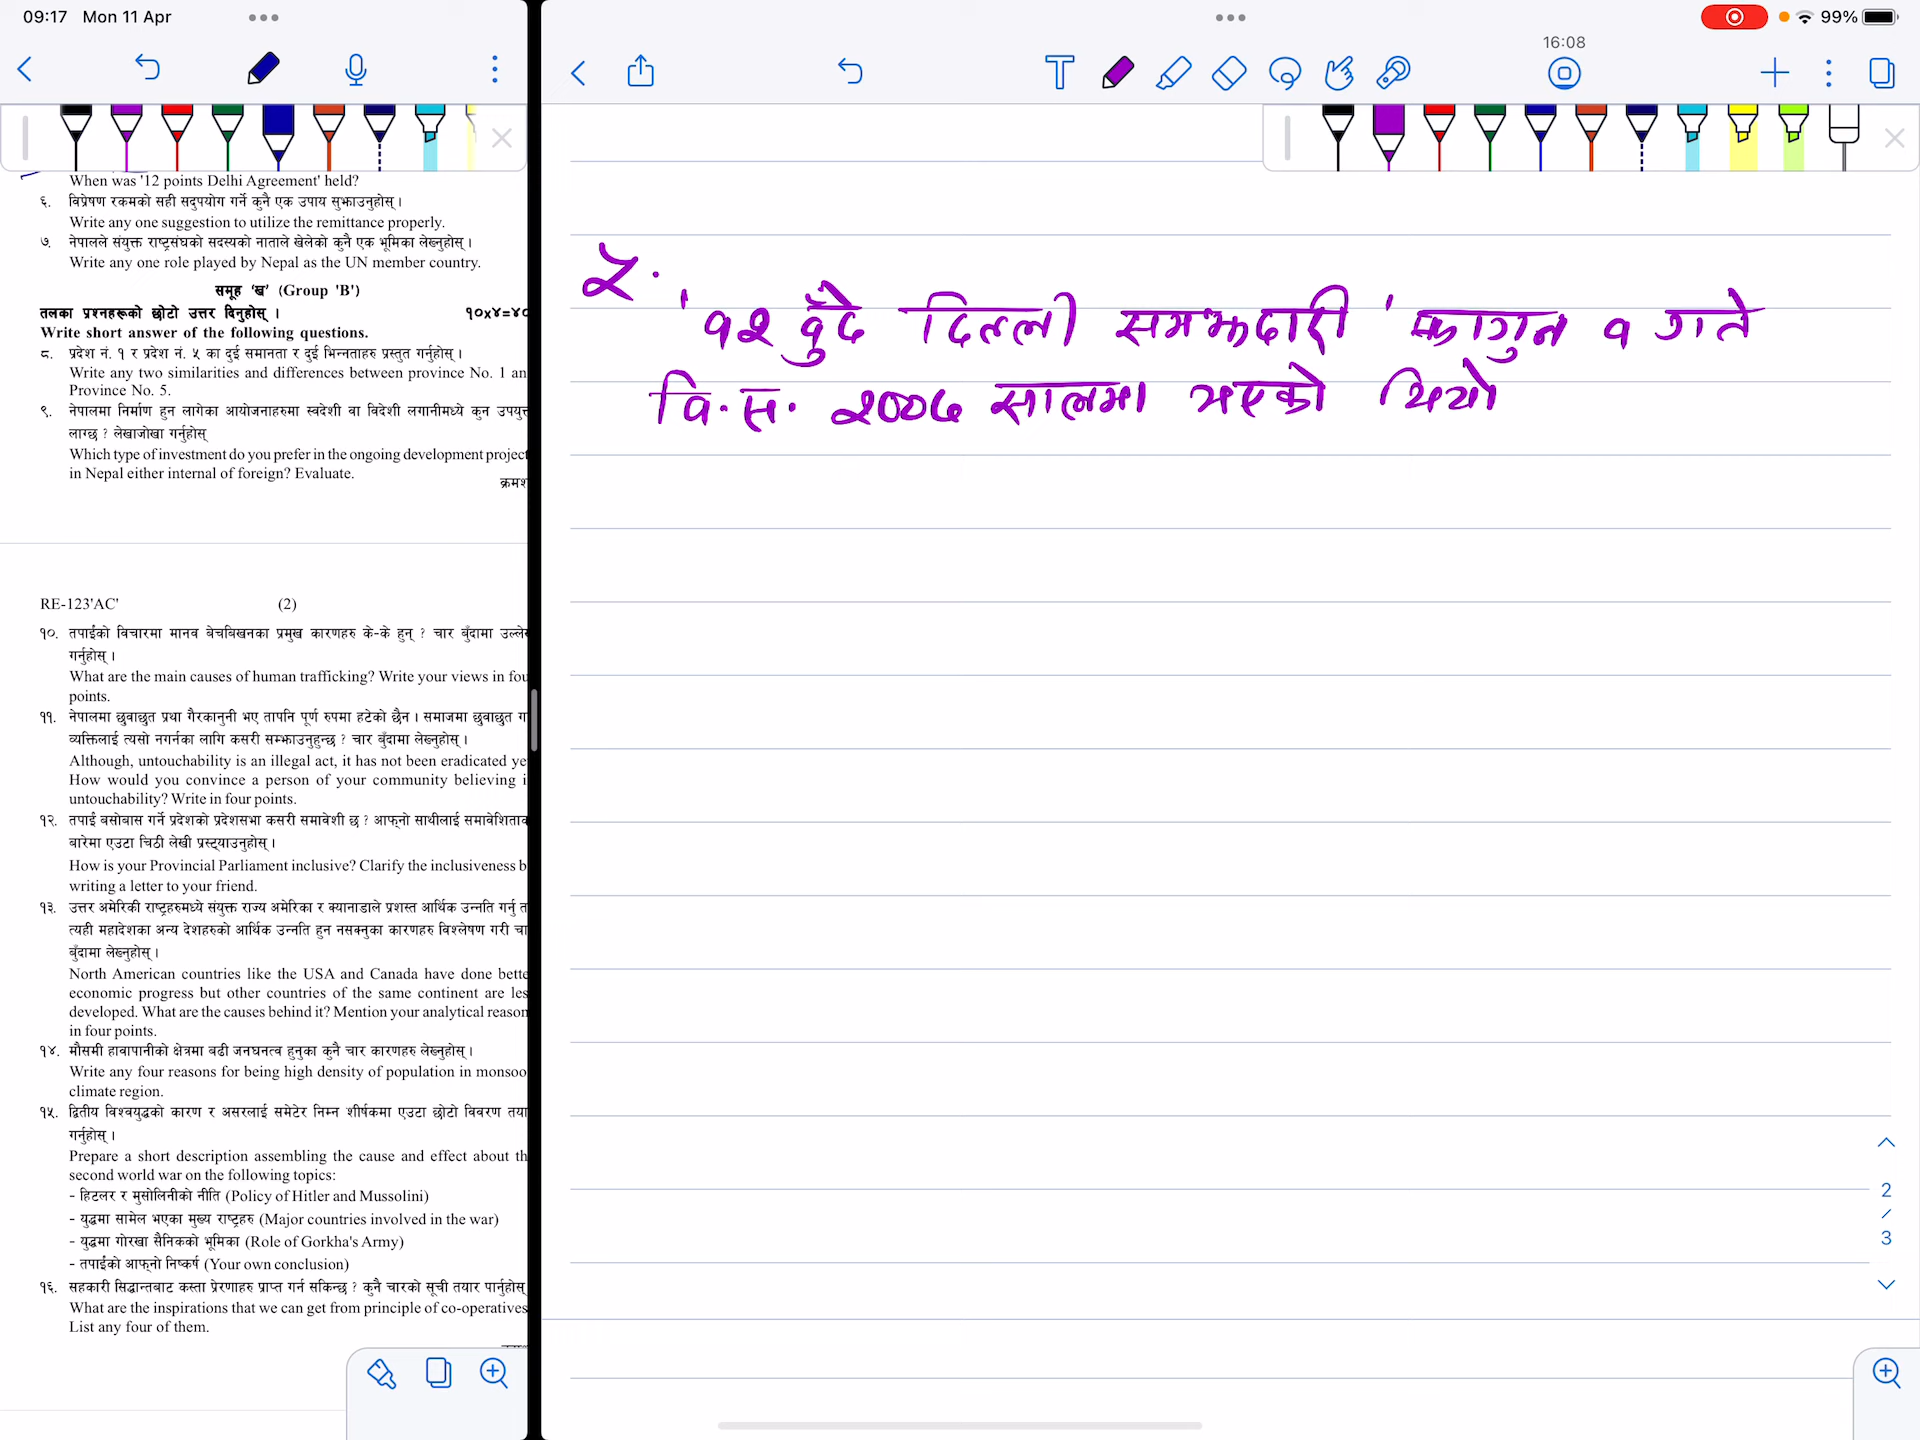 09:17 Mon 11 Apr
99%
16:08
When was '12 points Delhi Agreement' held?
६. विप्रेषण रकमको सही सदुपयोग गर्ने कुनै एक उपाय सुझाउनुहोस् ।
Write any one suggestion to utilize the remittance properly.
७. नेपालले संयुक्त राष्ट्रसंघको सदस्यको नाताले खेलेको कुनै एक भूमिका लेख्नुहोस् ।
Write any one role played by Nepal as the UN member country.
समूह 'ख' (Group 'B')
तलका प्रश्नहरूको छोटो उत्तर दिनुहोस् । १०x४=४०
Write short answer of the following questions.
८. प्रदेश नं. १ र प्रदेश नं. ५ का दुई समानता र दुई भिन्नताहरु प्रस्तुत गर्नुहोस् ।
Write any two similarities and differences between province No. 1 an
Province No. 5.
९. नेपालमा निर्माण हुन लागेका आयोजनाहरुमा स्वदेशी वा विदेशी लगानीमध्ये कुन उपयुक्त
लाग्छ ? लेखाजोखा गर्नुहोस्
Which type of investment do you prefer in the ongoing development project
in Nepal either internal of foreign? Evaluate.
क्रमश
RE-123'AC' (2)
१०. तपाईंको विचारमा मानव बेचबिखनका प्रमुख कारणहरु के-के हुन् ? चार बुँदामा उल्लेख
गर्नुहोस् ।
What are the main causes of human trafficking? Write your views in fou
points.
११. नेपालमा छुवाछुत प्रथा गैरकानुनी भए तापनि पूर्ण रुपमा हटेको छैन । समाजमा छुवाछुत ग
व्यक्तिलाई त्यसो नगर्नका लागि कसरी सम्झाउनुहुन्छ ? चार बुँदामा लेख्नुहोस् ।
Although, untouchability is an illegal act, it has not been eradicated ye
How would you convince a person of your community believing i
untouchability? Write in four points.
१२. तपाईं बसोबास गर्ने प्रदेशको प्रदेशसभा कसरी समावेशी छ ? आफ्नो साथीलाई समावेशिताक
बारेमा एउटा चिठी लेखी प्रस्ट्याउनुहोस् ।
How is your Provincial Parliament inclusive? Clarify the inclusiveness b
writing a letter to your friend.
१३. उत्तर अमेरिकी राष्ट्रहरुमध्ये संयुक्त राज्य अमेरिका र क्यानाडाले प्रशस्त आर्थिक उन्नति गर्नु त
त्यही महादेशका अन्य देशहरुको आर्थिक उन्नति हुन नसक्नुका कारणहरु विश्लेषण गरी चा
बुँदामा लेख्नुहोस् ।
North American countries like the USA and Canada have done bette
economic progress but other countries of the same continent are les
developed. What are the causes behind it? Mention your analytical reason
in four points.
१४. मौसमी हावापानीको क्षेत्रमा बढी जनघनत्व हुनुका कुनै चार कारणहरु लेख्नुहोस् ।
Write any four reasons for being high density of population in monsoo
climate region.
१५. द्वितीय विश्वयुद्धको कारण र असरलाई समेटेर निम्न शीर्षकमा एउटा छोटो विवरण तया
गर्नुहोस् ।
Prepare a short description assembling the cause and effect about th
second world war on the following topics:
- हिटलर र मुसोलिनीको नीति (Policy of Hitler and Mussolini)
- युद्धमा सामेल भएका मुख्य राष्ट्रहरु (Major countries involved in the war)
- युद्धमा गोरखा सैनिकको भूमिका (Role of Gorkha's Army)
- तपाईंको आफ्नो निष्कर्ष (Your own conclusion)
१६. सहकारी सिद्धान्तबाट कस्ता प्रेरणाहरु प्राप्त गर्न सकिन्छ ? कुनै चारको सूची तयार पार्नुहोस्
What are the inspirations that we can get from principle of co-operatives
List any four of them.
५.
'१२ बुँदे दिल्ली समझदारी' फागुन १ गते
वि.स. २००७ सालमा भएको थियो
2
/
3